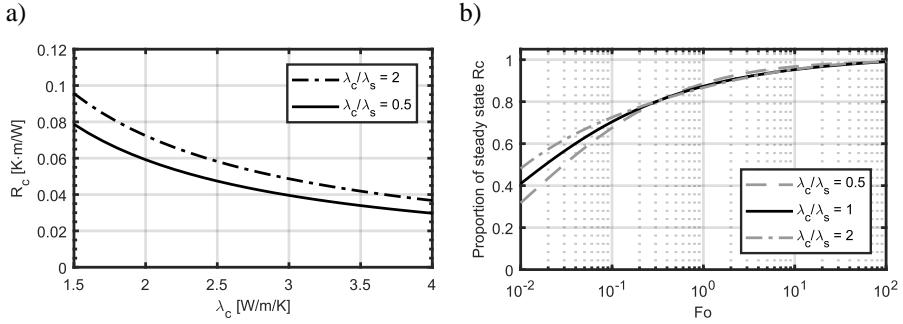 a)
R_c [K·m/W]
0.12
0.1
0.08
0.06
0.04
0.02
0
1.5 2 2.5 3 3.5 4
λ_c [W/m/K]
λ_c/λ_s = 2
λ_c/λ_s = 0.5
b)
Proportion of steady state Rc
1
0.8
0.6
0.4
0.2
0
10^-2 10^-1 10^0 10^1 10^2
Fo
λ_c/λ_s = 0.5
λ_c/λ_s = 1
λ_c/λ_s = 2